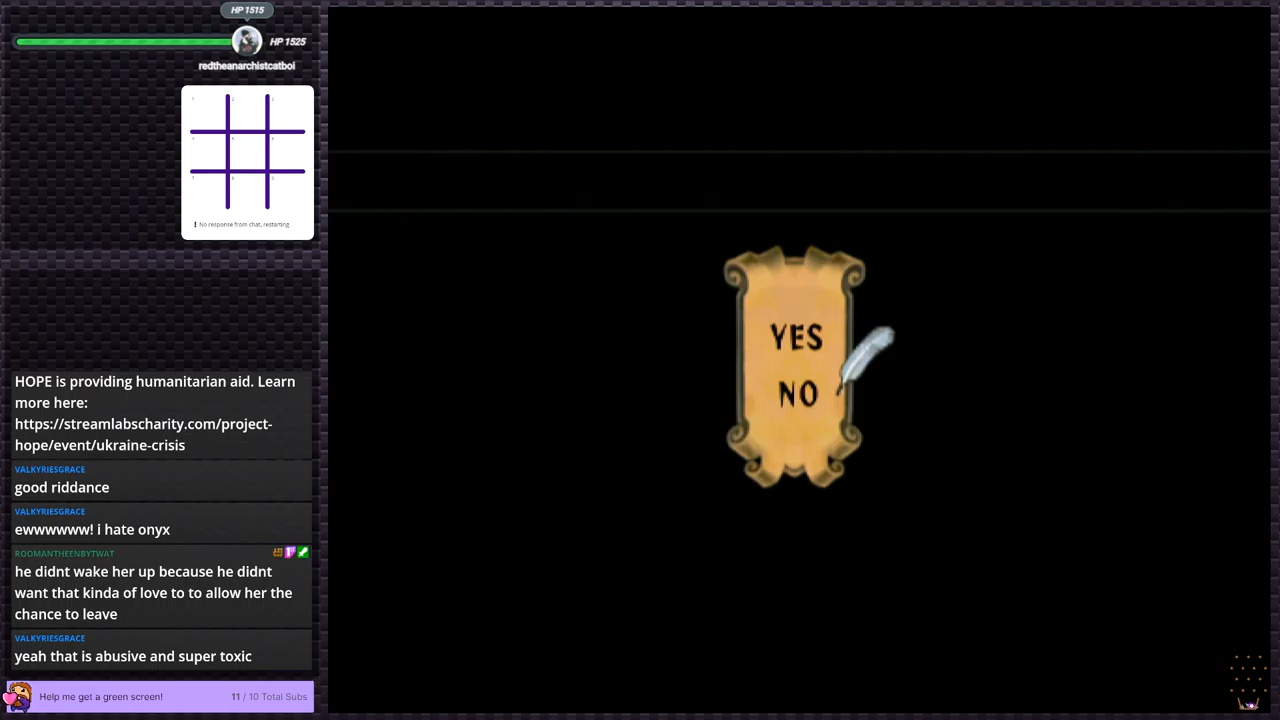 HP 1515
HP 1525
redtheanarchistcatboi
! No response from chat, restarting.
YES
NO
HOPE is providing humanitarian aid. Learn
more here:
https://streamlabscharity.com/project-
hope/event/ukraine-crisis
VALKYRIESGRACE
good riddance
VALKYRIESGRACE
ewwwwww! i hate onyx
ROOMANTHEENBYTWAT
he didnt wake her up because he didnt
want that kinda of love to to allow her the
chance to leave
VALKYRIESGRACE
yeah that is abusive and super toxic
Help me get a green screen! 11 / 10 Total Subs